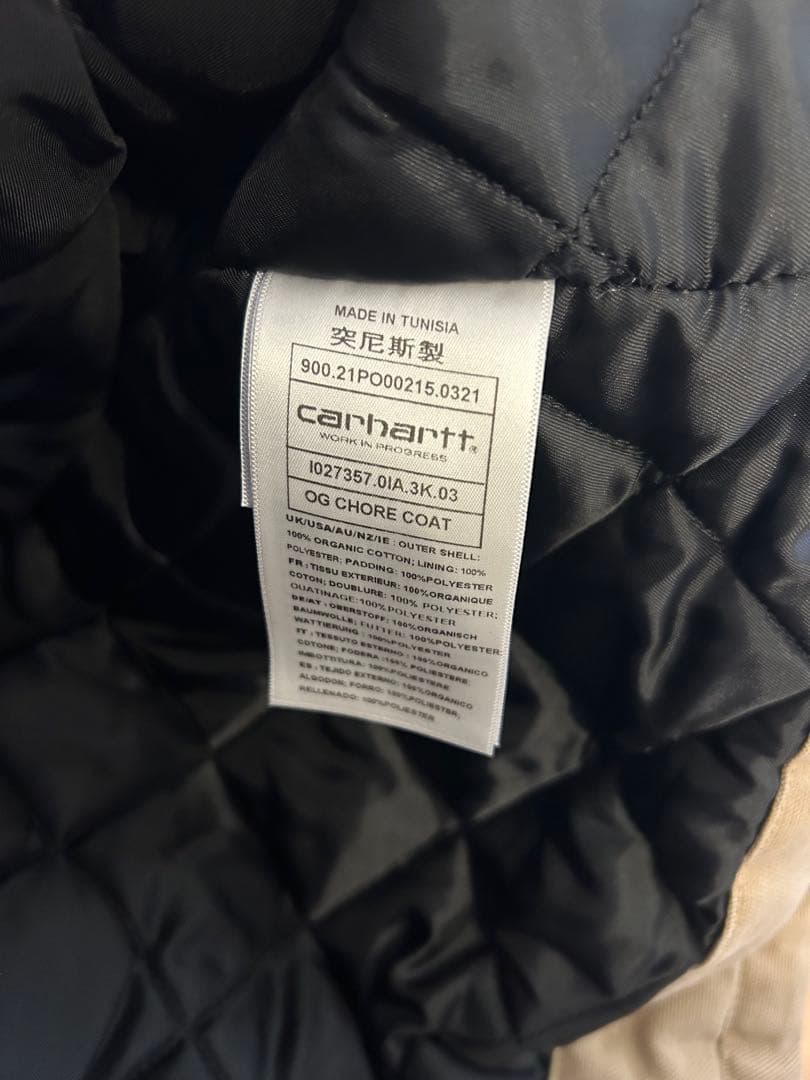 MADE IN TUNISIA
突尼斯製
900.21PO00215.0321
carhartt®
WORK IN PROGRESS
I027357.0IA.3K.03
OG CHORE COAT
UK/USA/AU/NZ/IE : OUTER SHELL:
100% ORGANIC COTTON; LINING: 100%
POLYESTER; PADDING: 100%POLYESTER
FR : TISSU EXTERIEUR: 100%ORGANIQUE
COTON; DOUBLURE: 100% POLYESTER;
OUATINAGE:100%POLYESTER
DE/AT : OBERSTOFF: 100%ORGANISCH
BAUMWOLLE; FUTTER: 100%POLYESTER
WATTIERUNG : 100%POLYESTER
IT : TESSUTO ESTERNO : 100%ORGANICO
COTONE; FODERA :100% POLIESTERE;
IMBOTTITURA: 100%POLIESTERE
ES : TEJIDO EXTERNO: 100%ORGANICO
ALGODON; FORRO: 100%POLIESTER;
RELLENADO: 100%POLIESTER